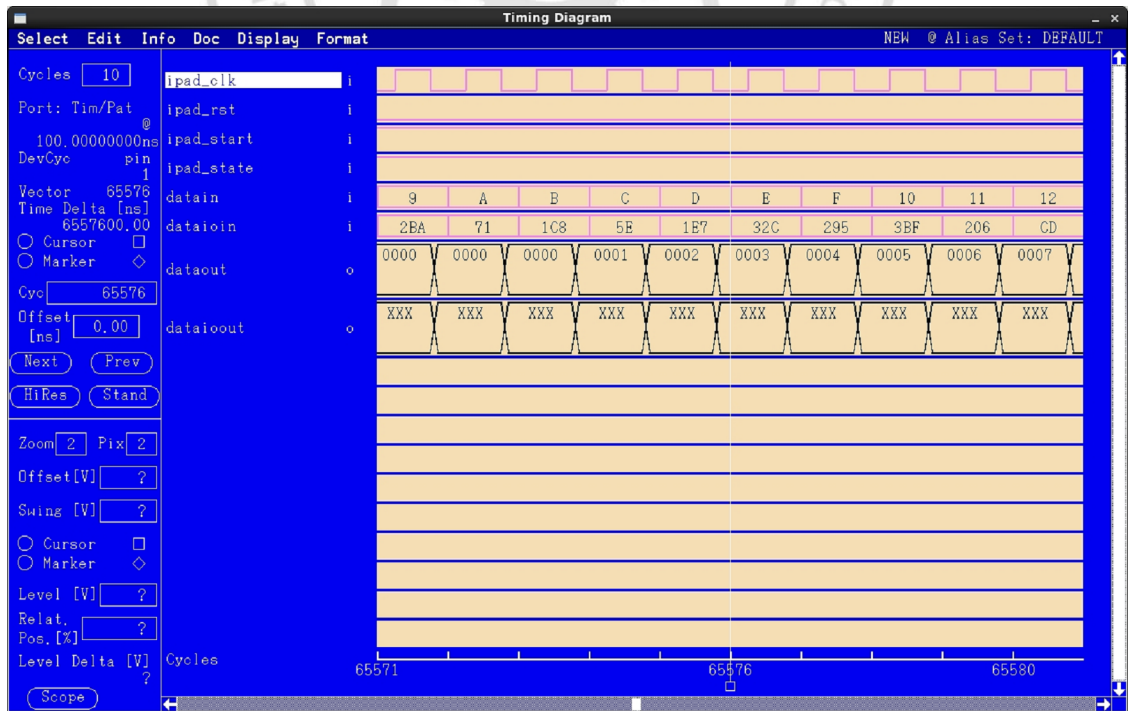 Timing Diagram
Select Edit Info Doc Display Format NEW @ Alias Set: DEFAULT
Cycles 10
Port: Tim/Pat
@
100.00000000ns
DevCyc pin
1
Vector 65576
Time Delta [ns]
6557600.00
Cursor
Marker
Cyc 65576
Offset [ns] 0.00
Next Prev
HiRes Stand
Zoom 2 Pix 2
Offset[V] ?
Swing [V] ?
Cursor
Marker
Level [V] ?
Relat. Pos.[%] ?
Level Delta [V]
?
Scope
ipad_clk i
ipad_rst i
ipad_start i
ipad_state i
datain i 9 A B C D E F 10 11 12
dataioin i 2BA 71 1C8 5E 1E7 32C 295 3BF 206 CD
dataout o 0000 0000 0000 0001 0002 0003 0004 0005 0006 0007
dataioout o XXX XXX XXX XXX XXX XXX XXX XXX XXX XXX
Cycles
65571 65576 65580